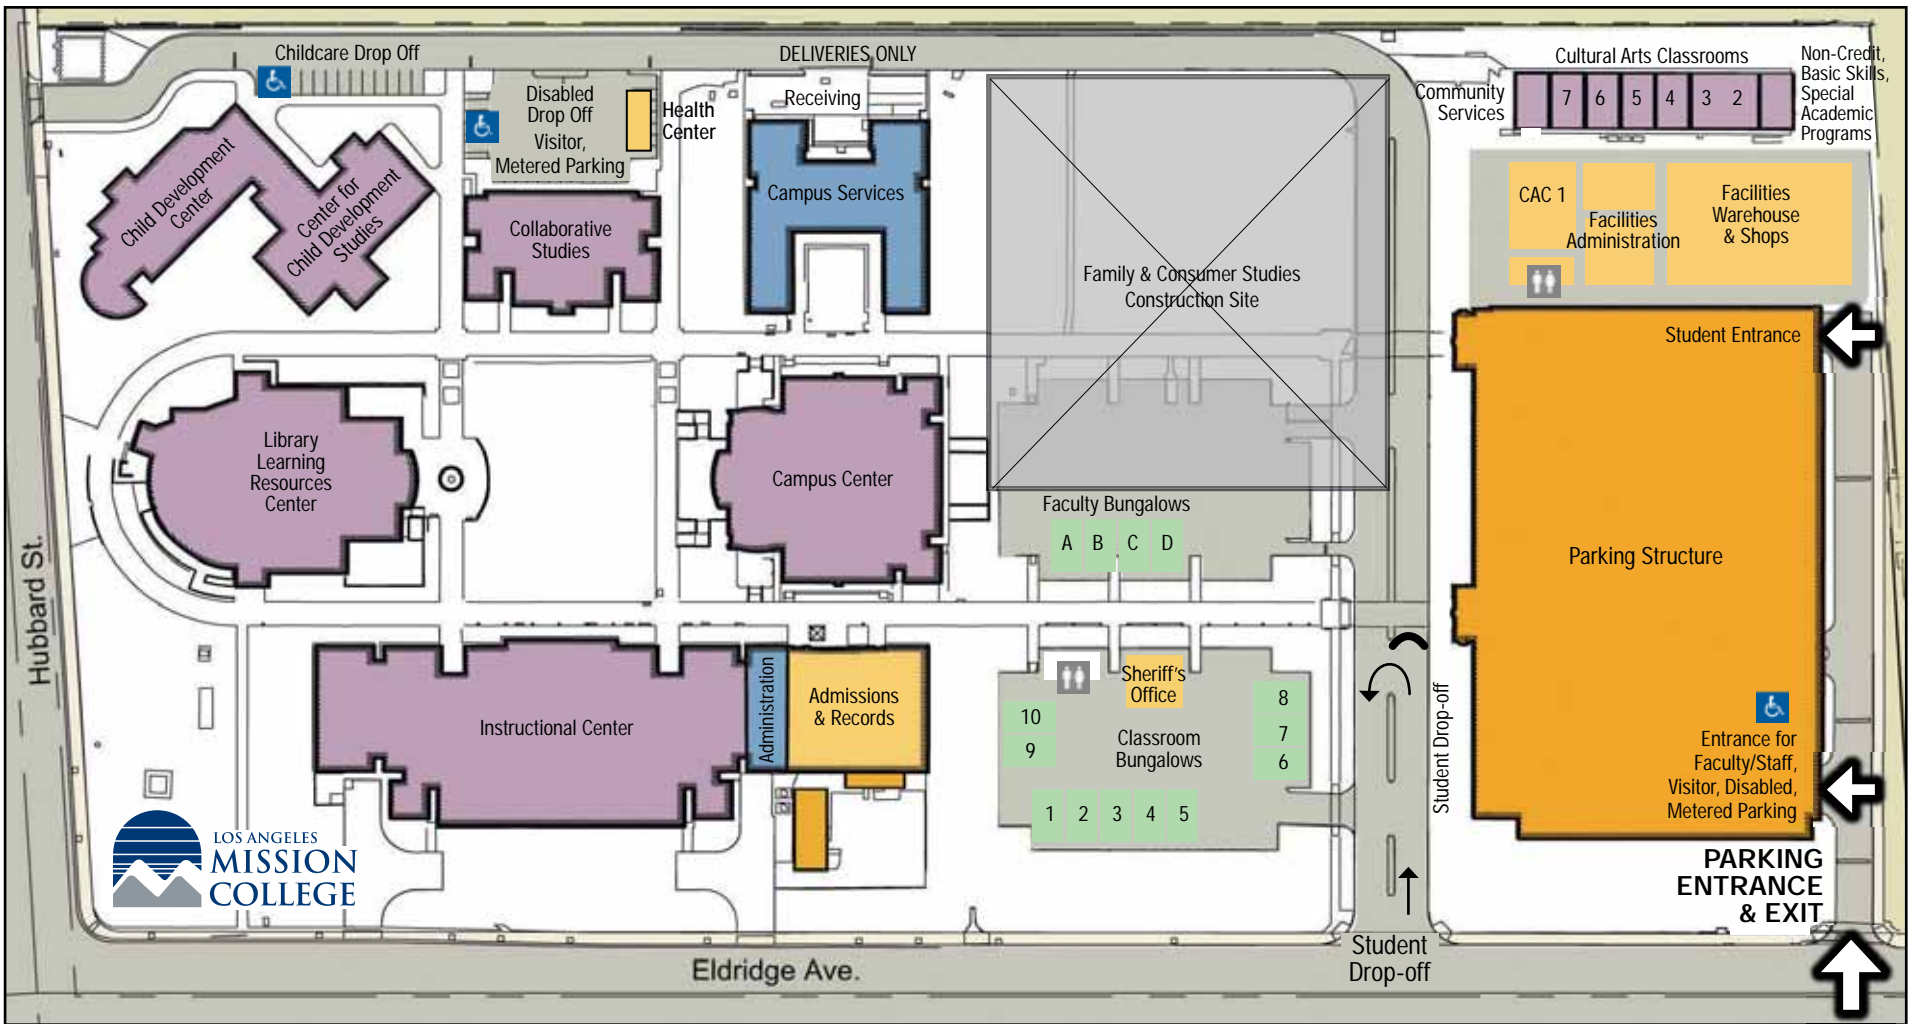 Childcare Drop Off
DELIVERIES ONLY
Cultural Arts Classrooms
Non-Credit,
Basic Skills,
Special
Academic
Programs
Community
Services
7 6 5 4 3 2
Disabled
Drop Off
Visitor,
Metered Parking
Health
Center
Receiving
Child Development
Center
Center for
Child Development
Studies
Collaborative
Studies
Campus Services
CAC 1
Facilities
Administration
Facilities
Warehouse
& Shops
Family & Consumer Studies
Construction Site
Student Entrance
Library
Learning
Resources
Center
Campus Center
Faculty Bungalows
A B C D
Parking Structure
Hubbard St.
Instructional Center
Administration
Admissions
& Records
Sheriff's
Office
10
9
8
7
6
Classroom
Bungalows
1 2 3 4 5
Student Drop-off
Entrance for
Faculty/Staff,
Visitor, Disabled,
Metered Parking
PARKING
ENTRANCE
& EXIT
LOS ANGELES
MISSION
COLLEGE
Eldridge Ave.
Student
Drop-off